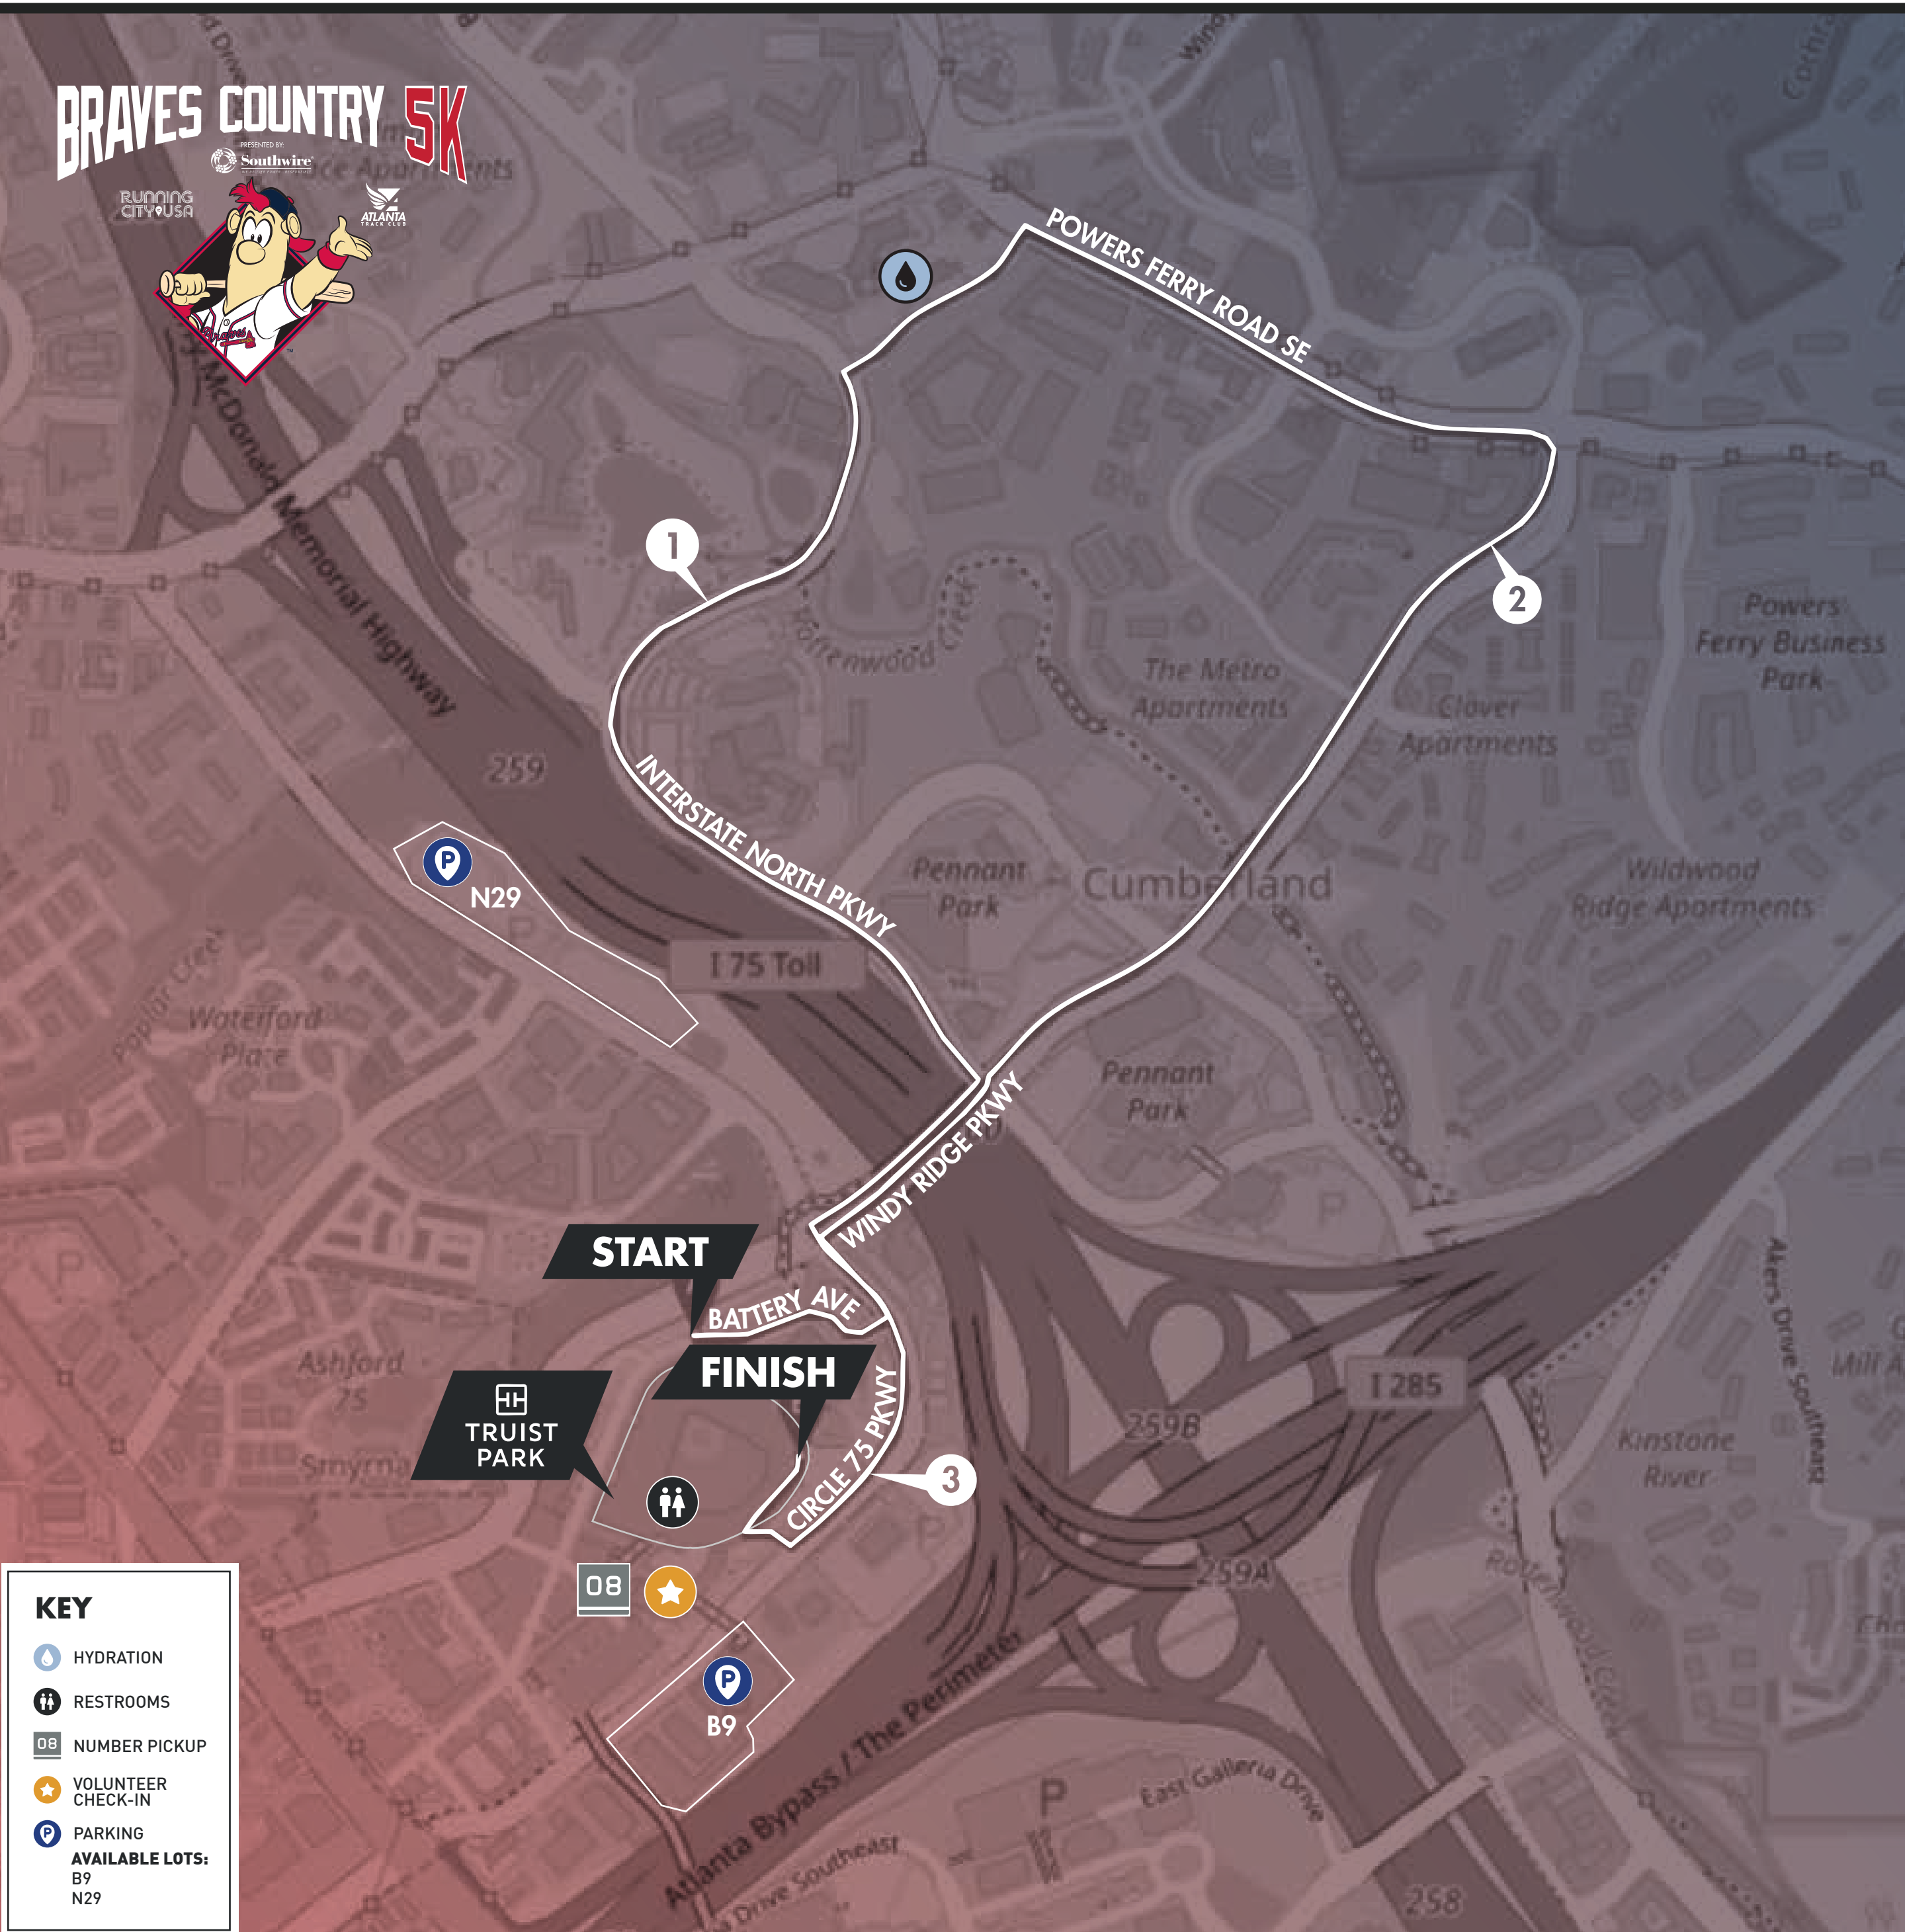 BRAVES COUNTRY 5K
PRESENTED BY:
Southwire
RUNNING
CITY USA
ATLANTA
TRACK CLUB
Braves
Apartments
POWERS FERRY ROAD SE
1
2
McDonald Memorial Highway
259
INTERSTATE NORTH PKWY
P
N29
I 75 Toll
The Metro
Apartments
Clover
Apartments
Powers
Ferry Business
Park
Pennant
Park
Cumberland
Wildwood
Ridge Apartments
Poplar Creek
Waterford
Place
Pennant
Park
WINDY RIDGE PKWY
START
BATTERY AVE
FINISH
TRUIST
PARK
CIRCLE 75 PKWY
3
Ashford
75
Smyrna
I 285
259B
259A
Akers Drive Southeast
Kinstone
River
Rottenwood Creek
08
P
B9
Atlanta Bypass / The Perimeter
East Galleria Drive
P
Drive Southeast
258
KEY
HYDRATION
RESTROOMS
08 NUMBER PICKUP
VOLUNTEER
CHECK-IN
P PARKING
AVAILABLE LOTS:
B9
N29